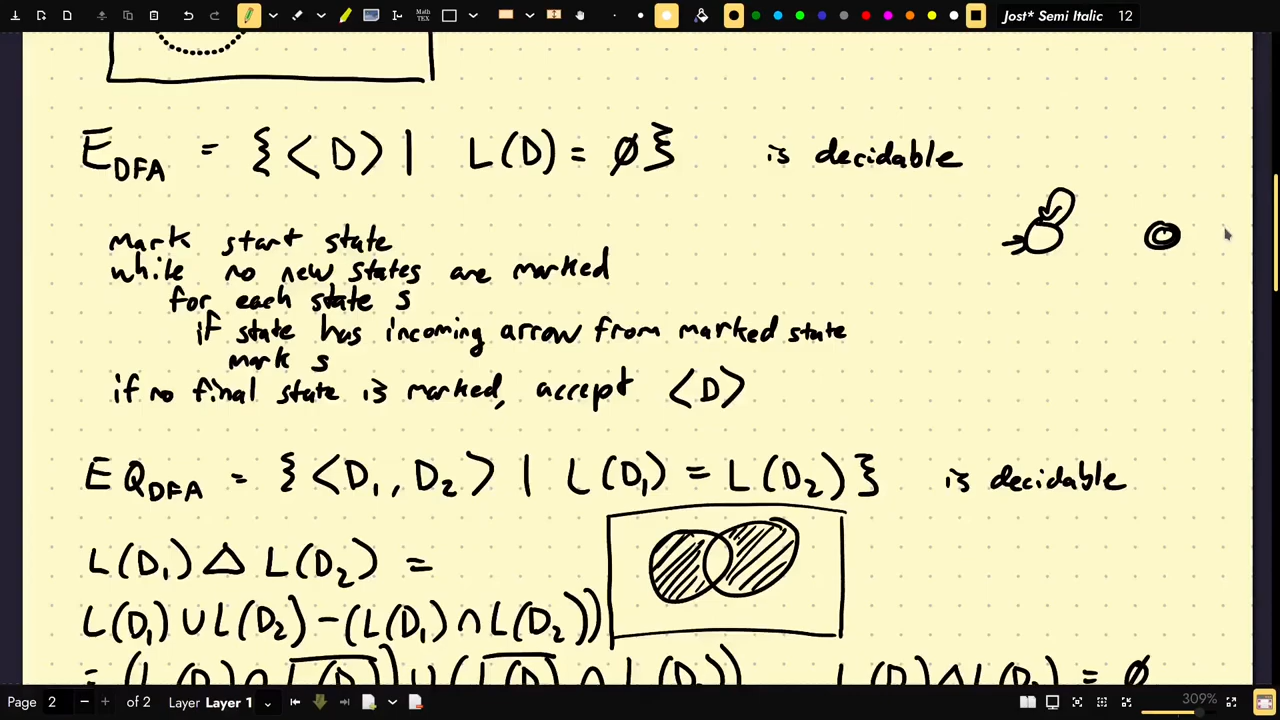 Math
TEX
Jost* Semi Italic 12
E_DFA = {<D> | L(D) = ∅} is decidable
mark start state
while no new states are marked
for each state s
if state has incoming arrow from marked state
mark s
if no final state is marked, accept <D>
EQ_DFA = {<D₁, D₂> | L(D₁) = L(D₂)} is decidable
L(D₁) △ L(D₂) =
L(D₁) ∪ L(D₂) - (L(D₁) ∩ L(D₂))
Page 2 of 2 Layer Layer 1 309%